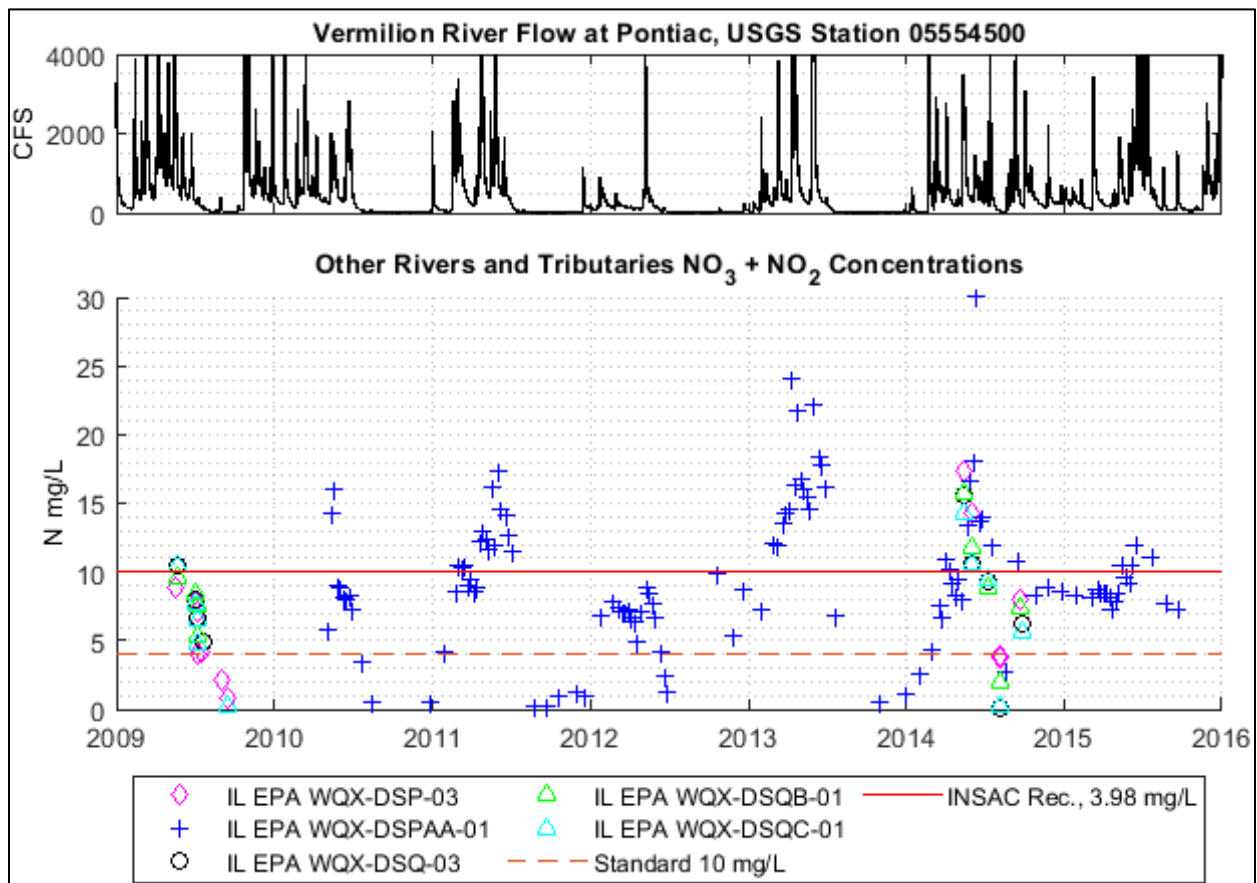 Vermilion River Flow at Pontiac, USGS Station 05554500
4000
2000
0
CFS
Other Rivers and Tributaries NO3 + NO2 Concentrations
30
25
20
15
10
5
0
N mg/L
2009 2010 2011 2012 2013 2014 2015 2016
IL EPA WQX-DSP-03 IL EPA WQX-DSQB-01 INSAC Rec., 3.98 mg/L
IL EPA WQX-DSPAA-01 IL EPA WQX-DSQC-01
IL EPA WQX-DSQ-03 Standard 10 mg/L